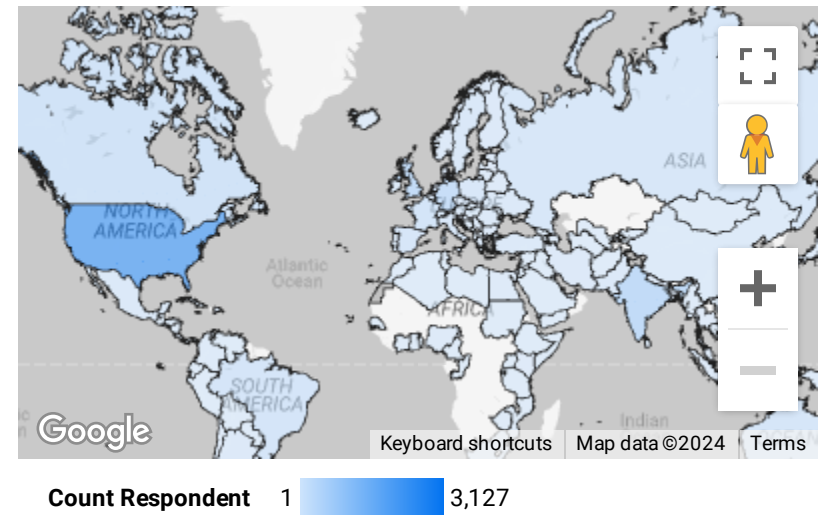 ASIA
NORTH
AMERICA
EUROPE
Atlantic
Ocean
AFRICA
SOUTH
AMERICA
Indian
Google
Keyboard shortcuts
Map data ©2024
Terms
Count Respondent 1 3,127